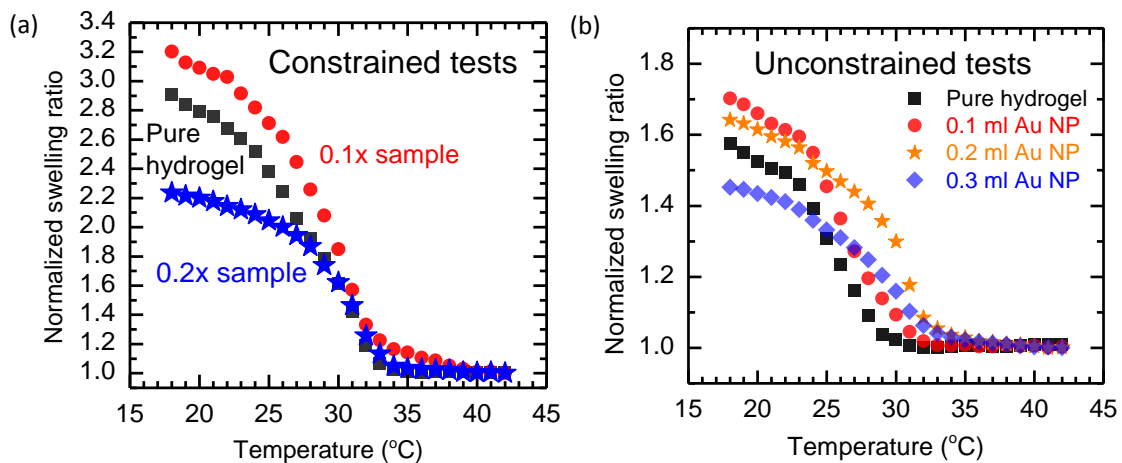 (a)
Normalized swelling ratio
3.4
3.2
3.0
2.8
2.6
2.4
2.2
2.0
1.8
1.6
1.4
1.2
1.0
Constrained tests
Pure
hydrogel
0.1x sample
0.2x sample
15 20 25 30 35 40 45
Temperature (°C)
(b)
Normalized swelling ratio
1.8
1.6
1.4
1.2
1.0
Unconstrained tests
Pure hydrogel
0.1 ml Au NP
0.2 ml Au NP
0.3 ml Au NP
15 20 25 30 35 40 45
Temperature (°C)